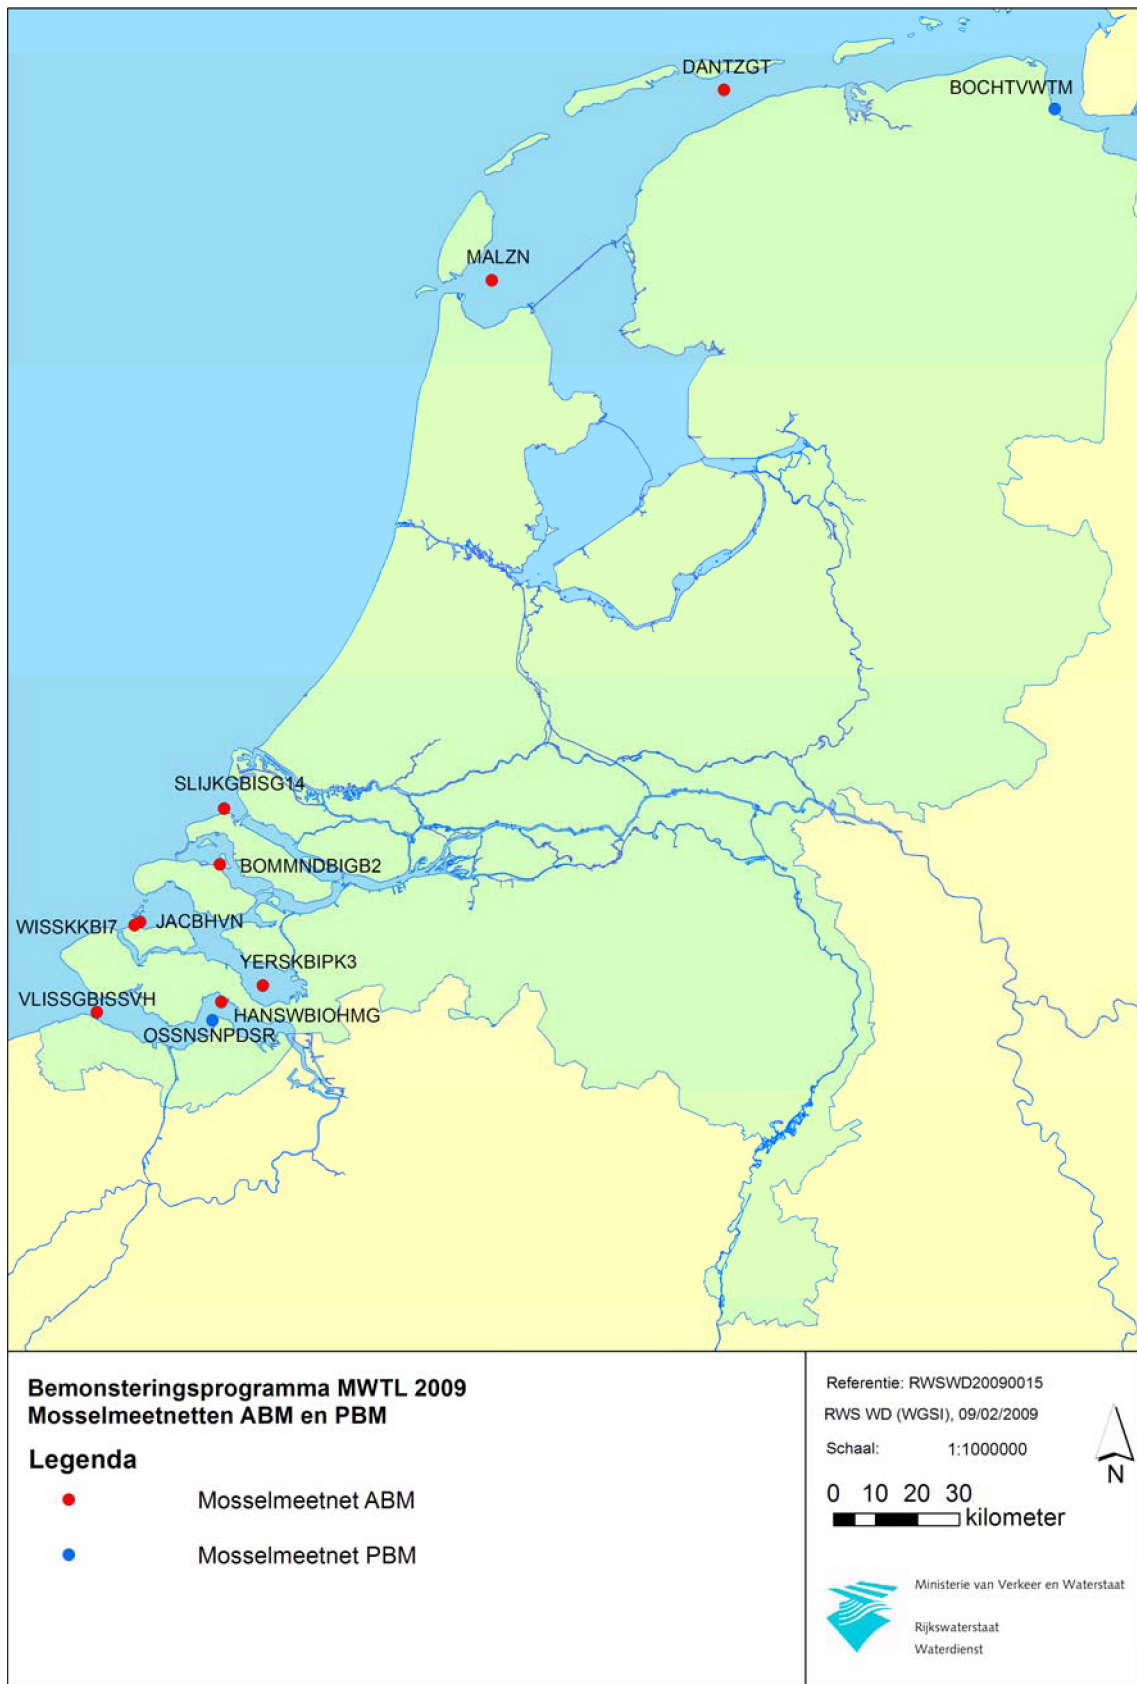 DANTZGT
BOCHTVWTM
MALZN
SLIJKGBISG14
BOMMNDBIGB2
WISSKKBI7
JACBHVN
YERSKBIPK3
VLISSGBISSVH
HANSWBIOHMG
OSSNSNPDSR
Bemonsteringsprogramma MWTL 2009
Mosselmeetnetten ABM en PBM
Legenda
Mosselmeetnet ABM
Mosselmeetnet PBM
Referentie: RWSWD20090015
RWS WD (WGSI), 09/02/2009
Schaal: 1:1000000
N
0 10 20 30
kilometer
Ministerie van Verkeer en Waterstaat
Rijkswaterstaat
Waterdienst